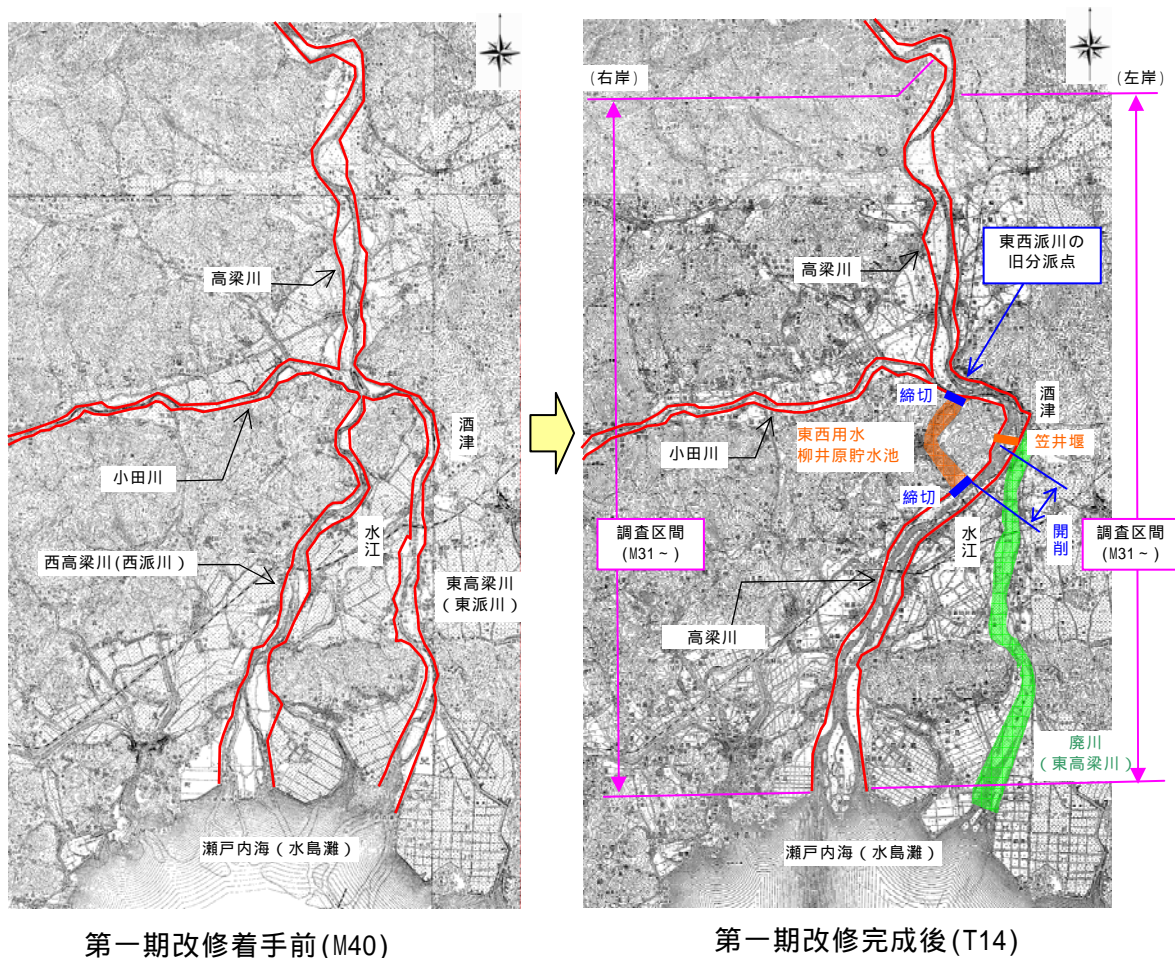 高梁川
酒津
小田川
水江
西高梁川(西派川)
東高梁川
(東派川)
瀬戸内海(水島灘)
第一期改修着手前(M40)
(右岸)
(左岸)
東西派川の
旧分派点
高梁川
締切
酒津
東西用水
柳井原貯水池
笠井堰
小田川
締切
水江
開削
調査区間
(M31~)
調査区間
(M31~)
高梁川
廃川
(東高梁川)
瀬戸内海(水島灘)
第一期改修完成後(T14)